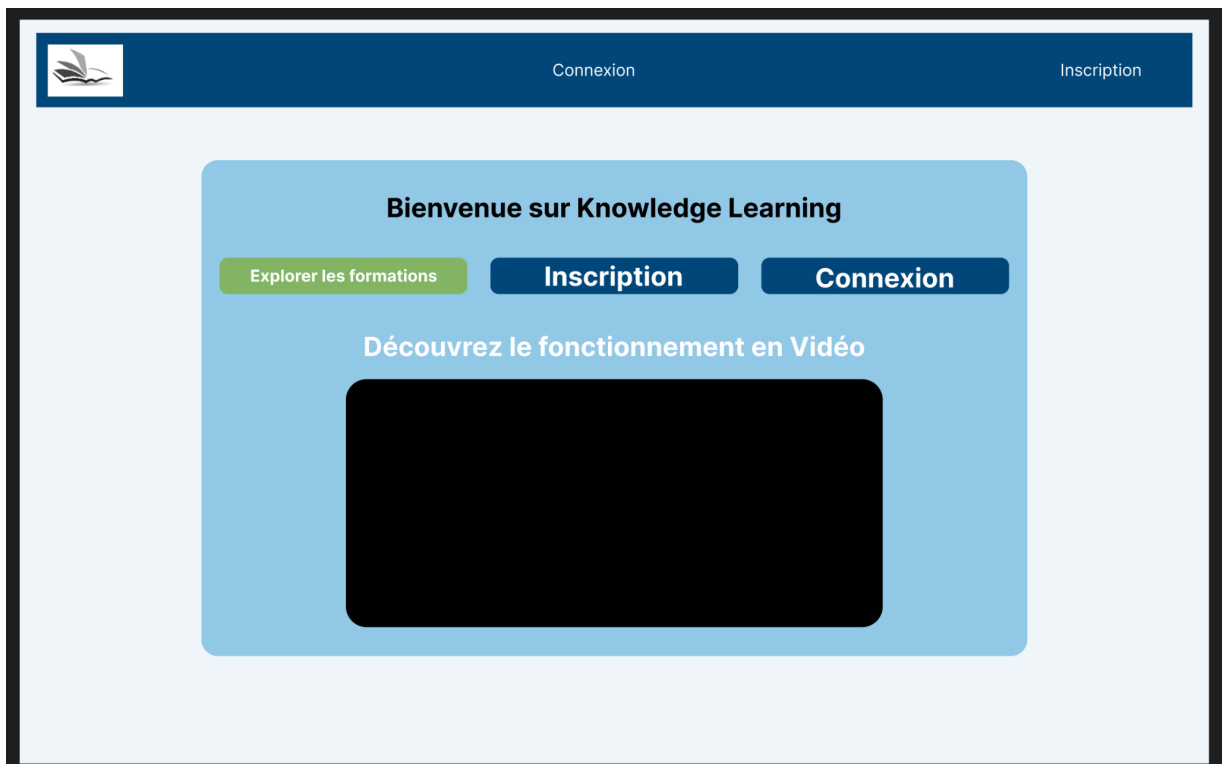 Connexion
Inscription
Bienvenue sur Knowledge Learning
Explorer les formations
Inscription
Connexion
Découvrez le fonctionnement en Vidéo